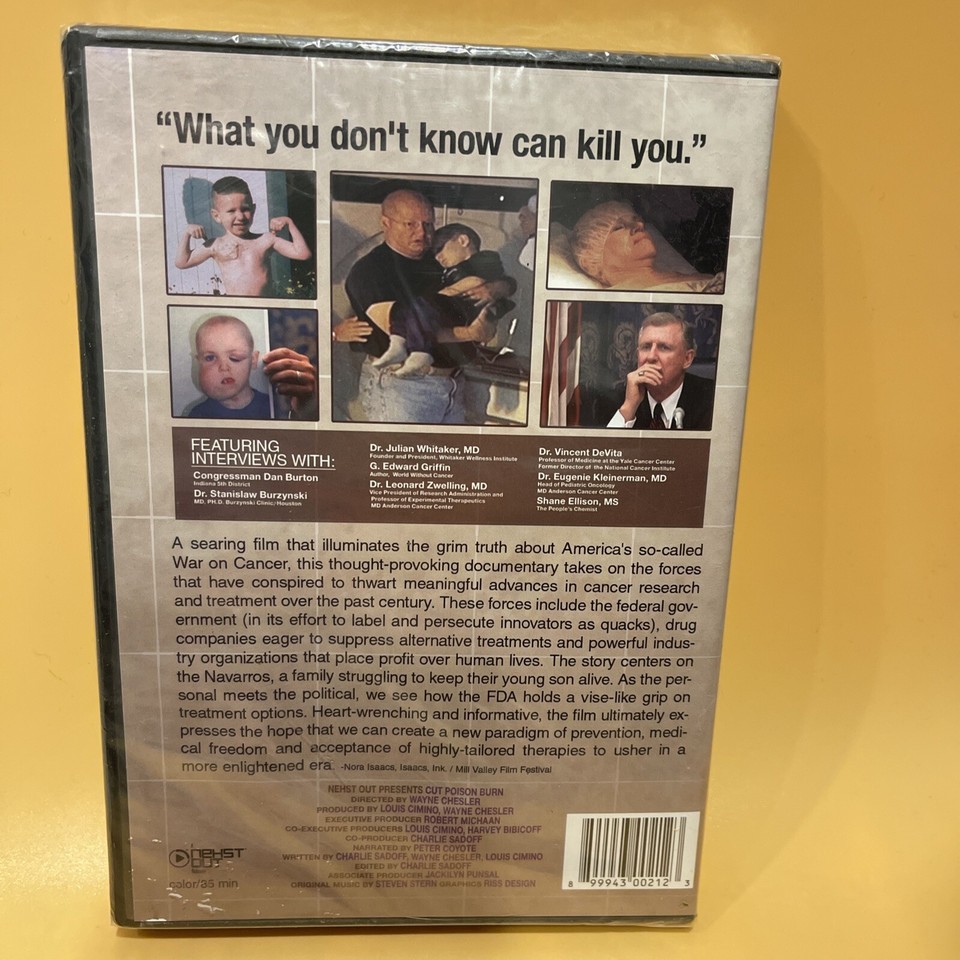 “What you don't know can kill you.”
FEATURING
INTERVIEWS WITH:
Congressman Dan Burton
Indiana 5th District
Dr. Stanislaw Burzynski
MD, PH.D. Burzynski Clinic/Houston
Dr. Julian Whitaker, MD
Founder and President, Whitaker Wellness Institute
G. Edward Griffin
Author, World Without Cancer
Dr. Leonard Zwelling, MD
Vice President of Research Administration and
Professor of Experimental Therapeutics
MD Anderson Cancer Center
Dr. Vincent DeVita
Professor of Medicine at the Yale Cancer Center
Former Director of the National Cancer Institute
Dr. Eugenie Kleinerman, MD
Head of Pediatric Oncology
MD Anderson Cancer Center
Shane Ellison, MS
The People's Chemist
A searing film that illuminates the grim truth about America's so-called
War on Cancer, this thought-provoking documentary takes on the forces
that have conspired to thwart meaningful advances in cancer research
and treatment over the past century. These forces include the federal gov-
ernment (in its effort to label and persecute innovators as quacks), drug
companies eager to suppress alternative treatments and powerful indus-
try organizations that place profit over human lives. The story centers on
the Navarros, a family struggling to keep their young son alive. As the per-
sonal meets the political, we see how the FDA holds a vise-like grip on
treatment options. Heart-wrenching and informative, the film ultimately ex-
presses the hope that we can create a new paradigm of prevention, medi-
cal freedom and acceptance of highly-tailored therapies to usher in a
more enlightened era. -Nora Isaacs, Isaacs, Ink. / Mill Valley Film Festival
NEHST OUT PRESENTS CUT POISON BURN
DIRECTED BY WAYNE CHESLER
PRODUCED BY LOUIS CIMINO, WAYNE CHESLER
EXECUTIVE PRODUCER ROBERT MICHAAN
CO-EXECUTIVE PRODUCERS LOUIS CIMINO, HARVEY BIBICOFF
CO-PRODUCER CHARLIE SADOFF
NARRATED BY PETER COYOTE
WRITTEN BY CHARLIE SADOFF, WAYNE CHESLER, LOUIS CIMINO
EDITED BY CHARLIE SADOFF
ASSOCIATE PRODUCER JACKILYN PUNSAL
ORIGINAL MUSIC BY STEVEN STERN GRAPHICS RISS DESIGN
NEHST
OUT
color/35 min
8 99943 00212 3